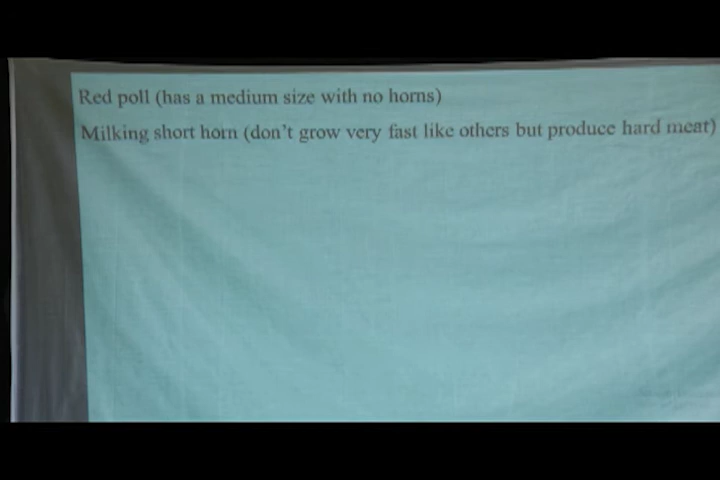 Red poll (has a medium size with no horns)
Milking short horn (don't grow very fast like others but produce hard meat)